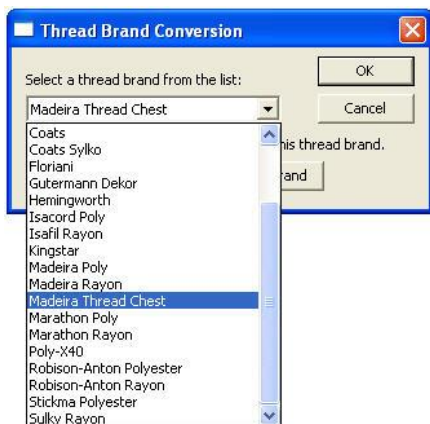 Thread Brand Conversion
Select a thread brand from the list:
OK
Madeira Thread Chest
Cancel
Coats
Coats Sylko
Floriani
Gutermann Dekor
Hemingworth
Isacord Poly
Isafil Rayon
Kingstar
Madeira Poly
Madeira Rayon
Madeira Thread Chest
Marathon Poly
Marathon Rayon
Poly-X40
Robison-Anton Polyester
Robison-Anton Rayon
Stickma Polyester
Sulky Rayon
thread brand.